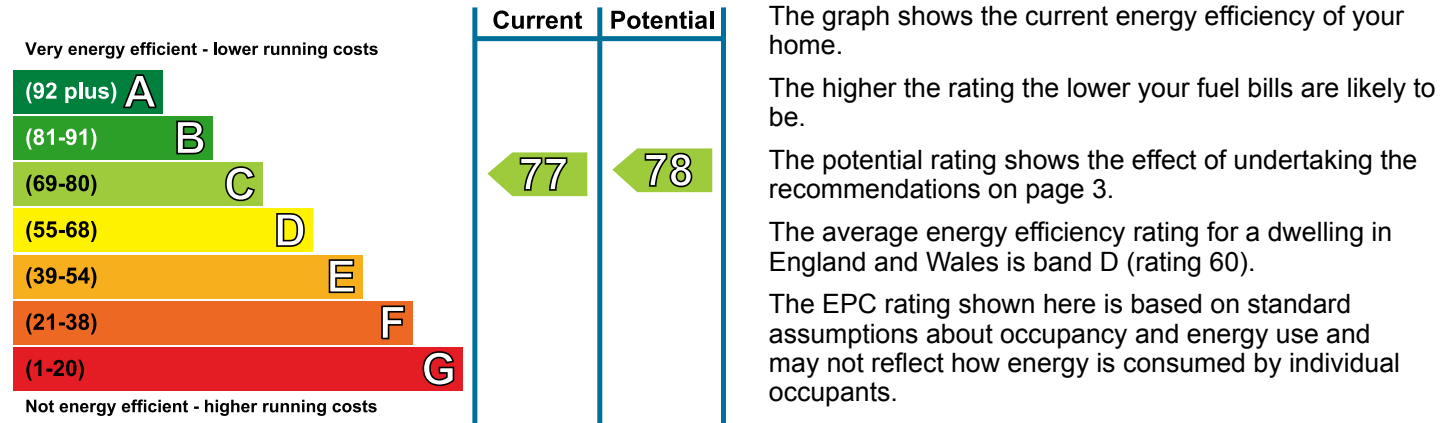 Current Potential
Very energy efficient - lower running costs
(92 plus) A
(81-91) B
(69-80) C
(55-68) D
(39-54) E
(21-38) F
(1-20) G
Not energy efficient - higher running costs
77 78
The graph shows the current energy efficiency of your
home.
The higher the rating the lower your fuel bills are likely to
be.
The potential rating shows the effect of undertaking the
recommendations on page 3.
The average energy efficiency rating for a dwelling in
England and Wales is band D (rating 60).
The EPC rating shown here is based on standard
assumptions about occupancy and energy use and
may not reflect how energy is consumed by individual
occupants.